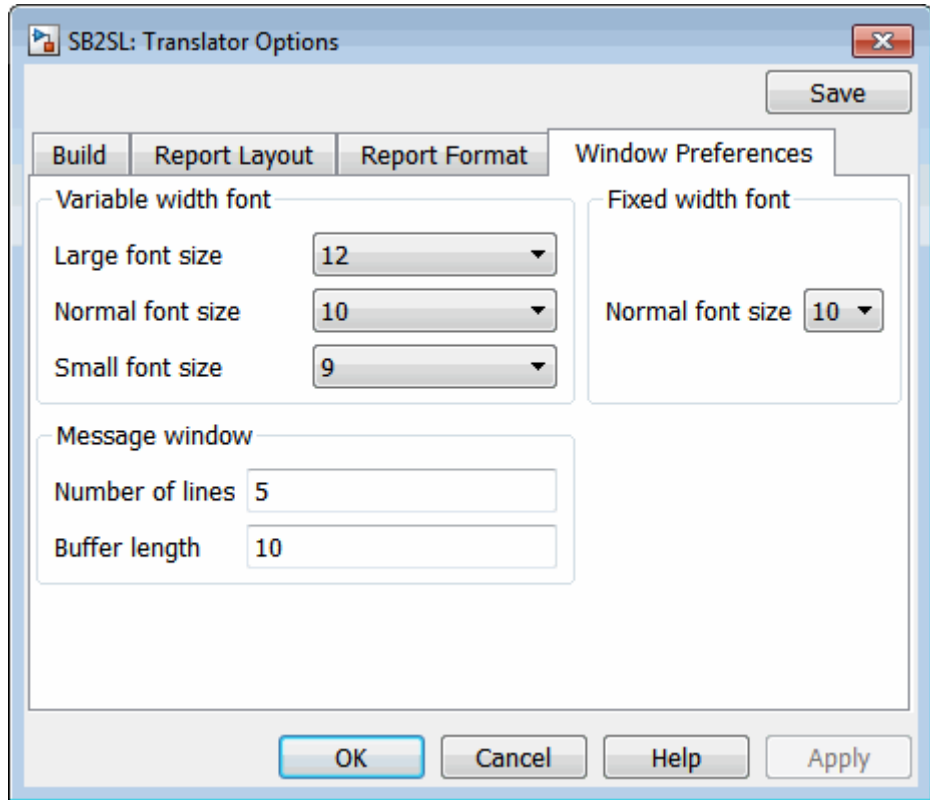 SB2SL: Translator Options
Save
Build Report Layout Report Format Window Preferences
Variable width font Fixed width font
Large font size 12
Normal font size 10 Normal font size 10
Small font size 9
Message window
Number of lines 5
Buffer length 10
OK Cancel Help Apply